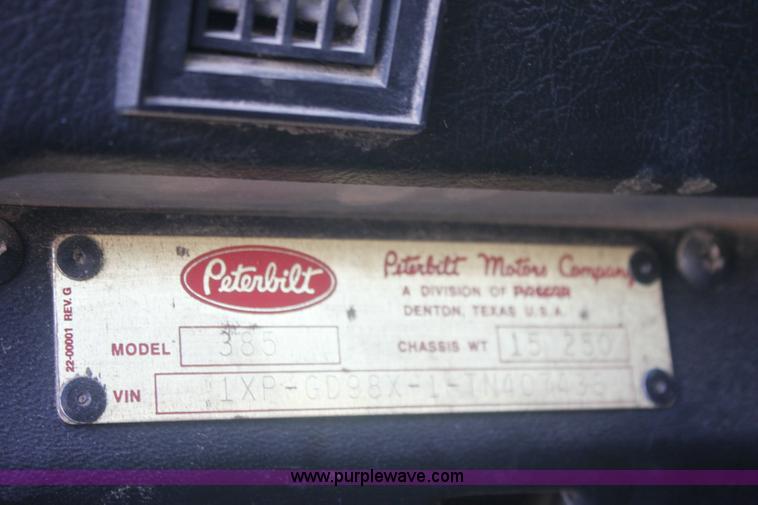 Peterbilt
Peterbilt Motors Company
A DIVISION OF PACCAR
DENTON, TEXAS U.S.A.
22-00001 REV. G
MODEL 385
CHASSIS WT 15 250
VIN
www.purplewave.com